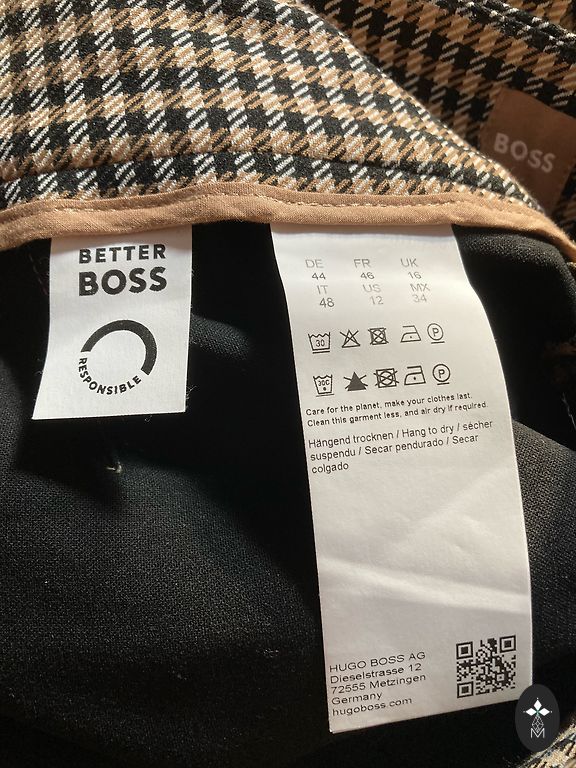 BOSS
BETTER
BOSS
RESPONSIBLE
DE FR UK
44 46 16
IT US MX
48 12 34
30 P
30C P
Care for the planet, make your clothes last.
Clean this garment less, and air dry if required.
Hängend trocknen / Hang to dry / sécher
suspendu / Secar pendurado / Secar
colgado
HUGO BOSS AG
Dieselstrasse 12
72555 Metzingen
Germany
hugoboss.com
M